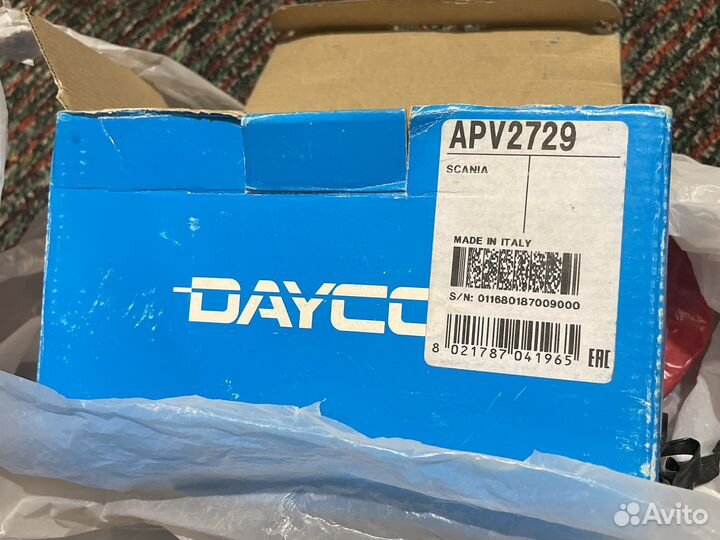 APV2729
SCANIA
MADE IN ITALY
S/N: 011680187009000
8 021787 041965
EAC
DAYCO
Avito